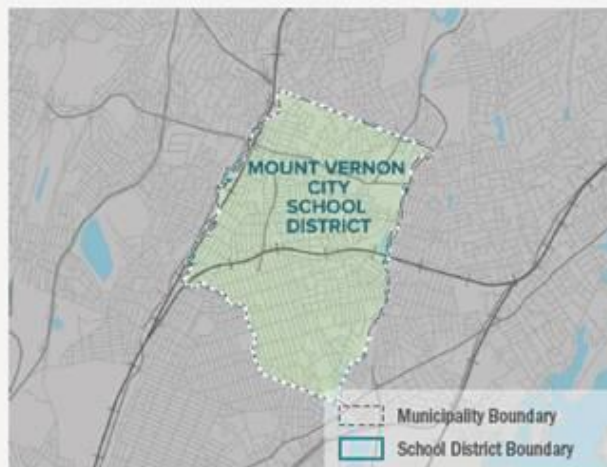 MOUNT VERNON
CITY
SCHOOL
DISTRICT
Municipality Boundary
School District Boundary